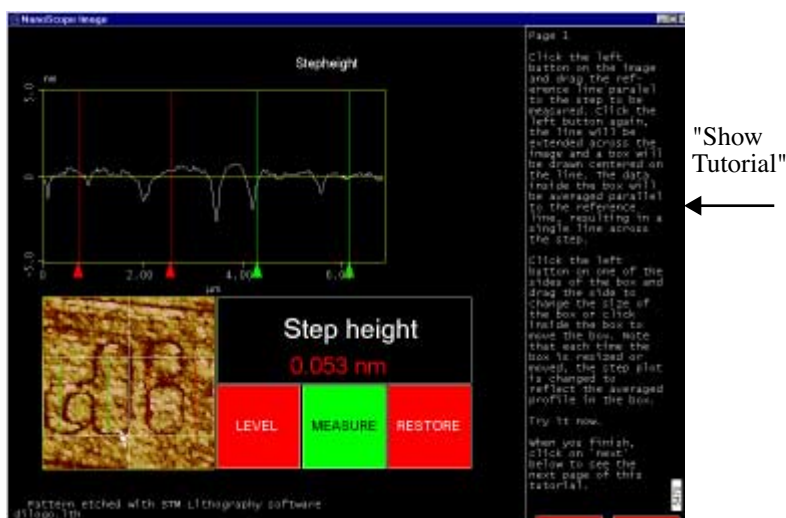 NanoScope Image
Stepheight
nm
5.0
0
-5.0
0
2.00
4.00
6.0
μm
Step height
0.053 nm
LEVEL
MEASURE
RESTORE
Pattern etched with STM Lithography software
dilogo.lth
Page 1
Click the left
button on the image
and drag the ref-
erence line parallel
to the step to be
measured. Click the
left button again,
the line will be
extended across the
image and a box will
be drawn centered on
the line. The data
inside the box will
be averaged parallel
to the reference
line, resulting in a
single line across
the step.
Click the left
button on one of the
sides of the box and
drag the side to
change the size of
the box or click
inside the box to
move the box. Note
that each time the
box is resized or
moved, the step plot
is changed to
reflect the averaged
profile in the box.
Try it now.
When you finish,
click on 'next'
below to see the
next page of this
tutorial.
"Show
Tutorial"